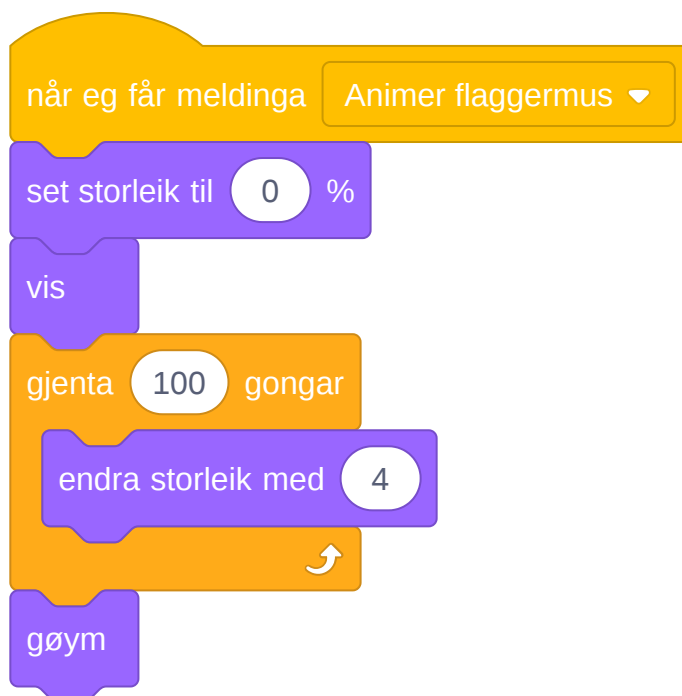 når eg får meldinga Animer flaggermus
set storleik til 0 %
vis
gjenta 100 gongar
endra storleik med 4
gøym